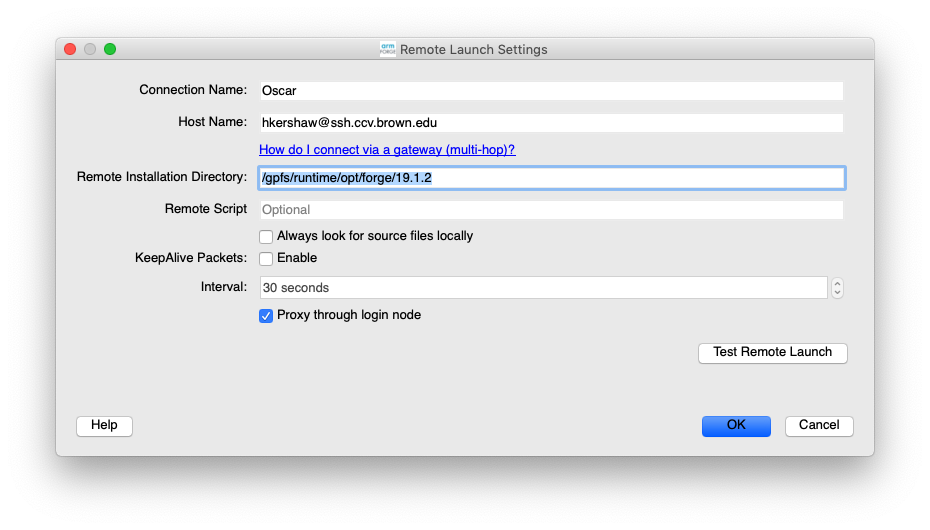 arm FORGE Remote Launch Settings
Connection Name: Oscar
Host Name: hkershaw@ssh.ccv.brown.edu
How do I connect via a gateway (multi-hop)?
Remote Installation Directory: /gpfs/runtime/opt/forge/19.1.2
Remote Script Optional
Always look for source files locally
KeepAlive Packets: Enable
Interval: 30 seconds
Proxy through login node
Test Remote Launch
Help OK Cancel